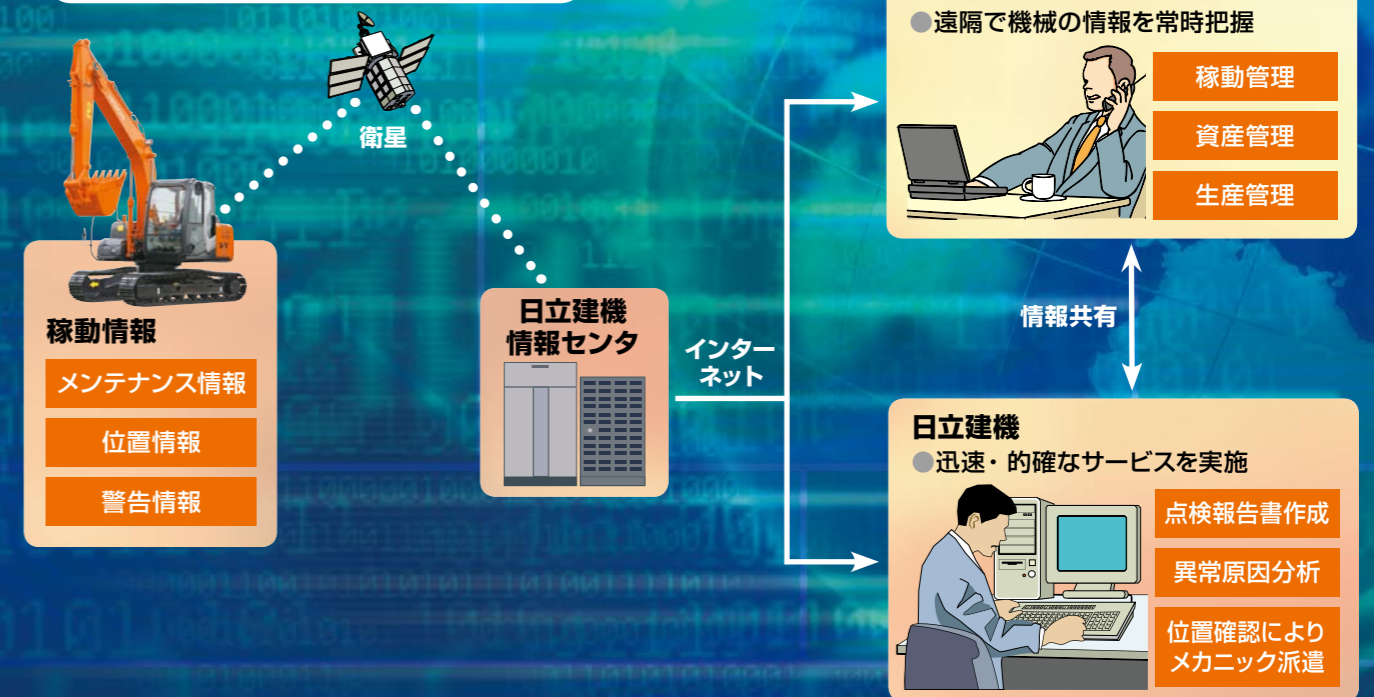 衛星
稼動情報
メンテナンス情報
位置情報
警告情報
日立建機
情報センタ
インター
ネット
●遠隔で機械の情報を常時把握
稼動管理
資産管理
生産管理
情報共有
日立建機
●迅速・的確なサービスを実施
点検報告書作成
異常原因分析
位置確認により
メカニック派遣